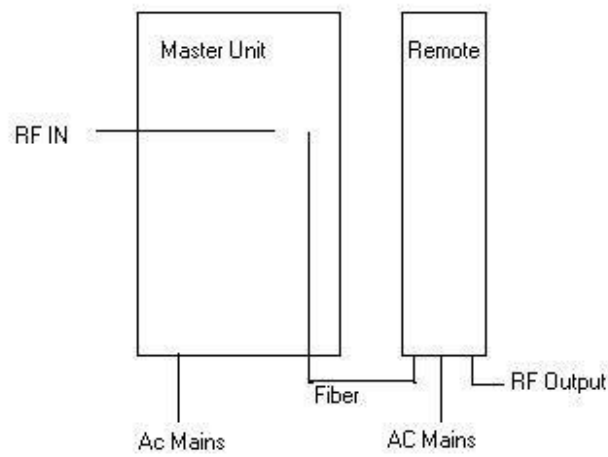 Master Unit
Remote
RF IN
Fiber
RF Output
Ac Mains
AC Mains